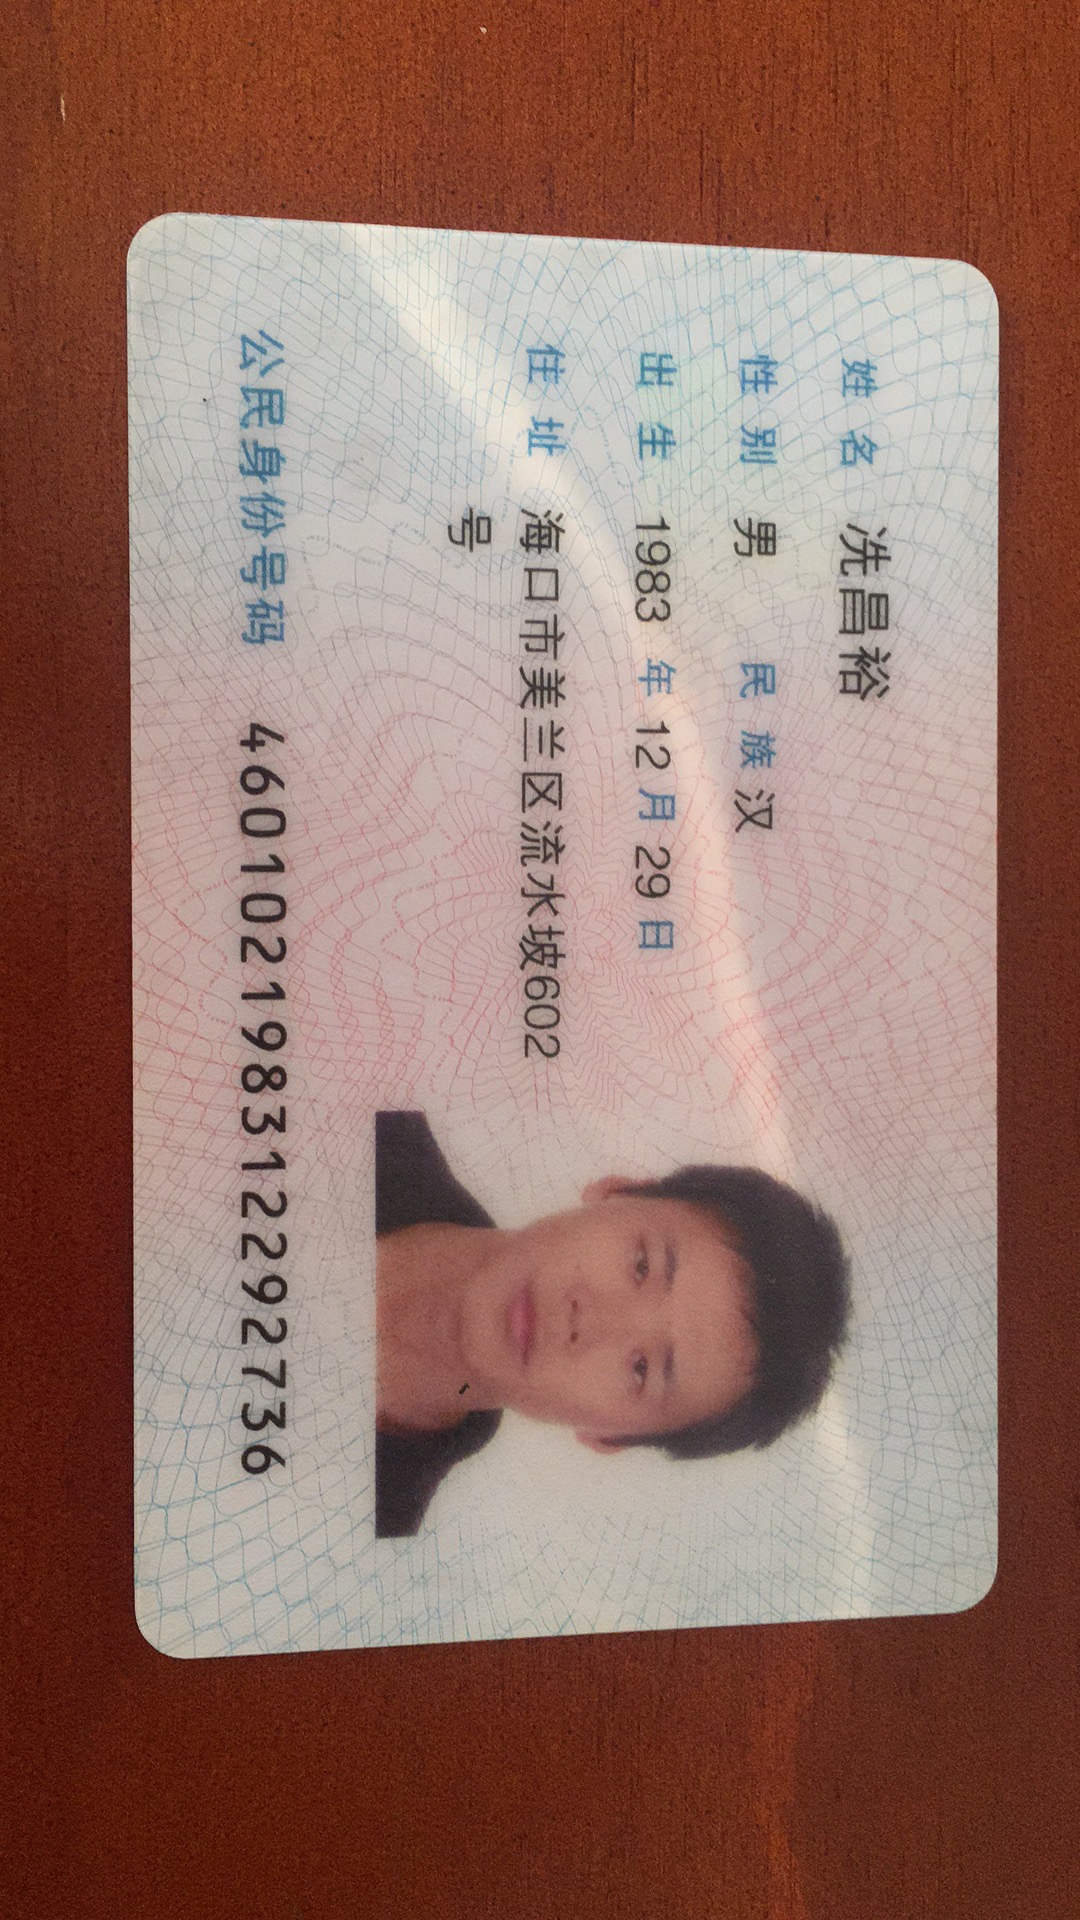 姓名 冼昌裕
性别 男 民族 汉
出生 1983 年 12 月 29 日
住址 海口市美兰区流水坡602
号
公民身份号码 460102198312292736